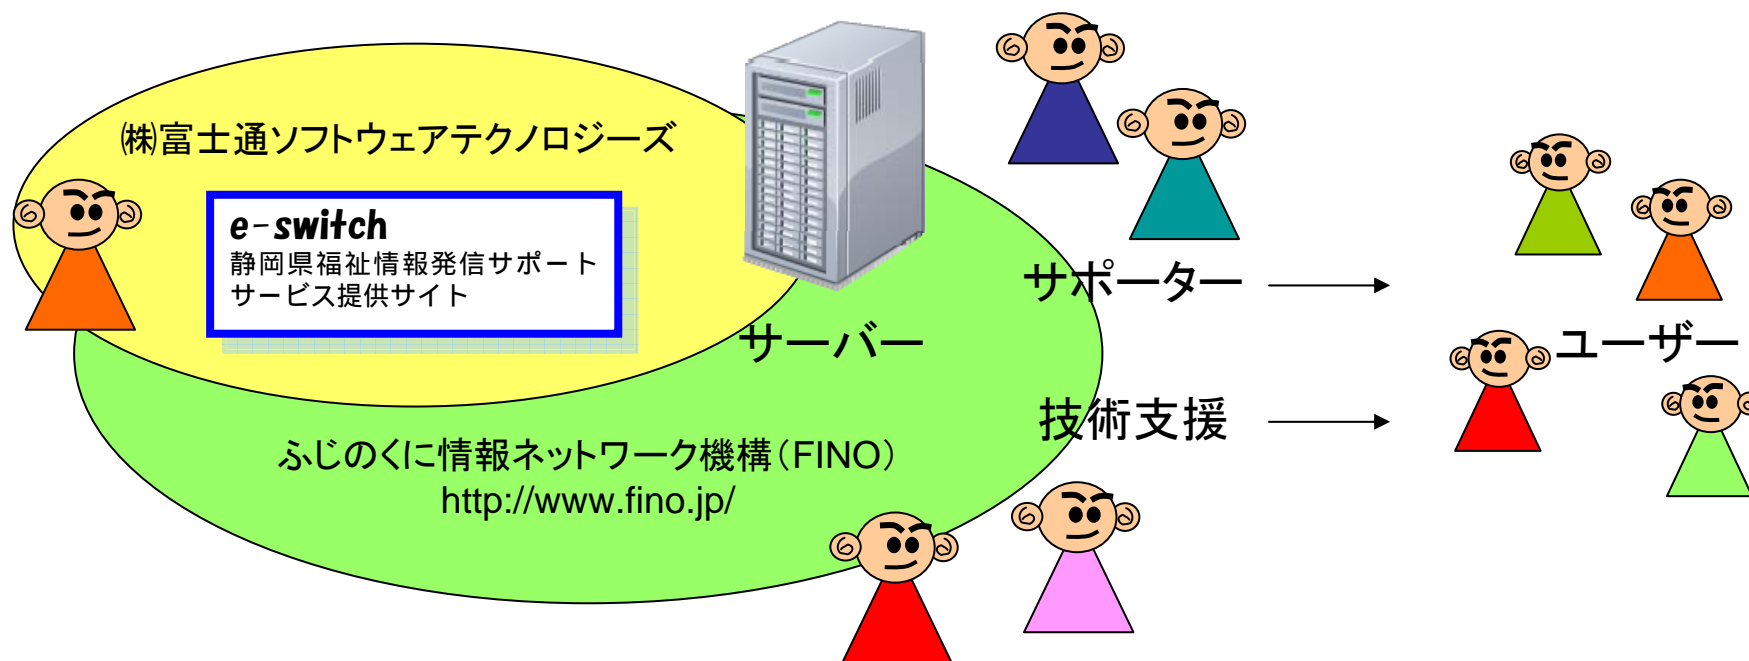 ㈱富士通ソフトウェアテクノロジーズ
e-switch
静岡県福祉情報発信サポート
サービス提供サイト
サーバー
サポーター
ユーザー
技術支援
ふじのくに情報ネットワーク機構（FINO）
http://www.fino.jp/